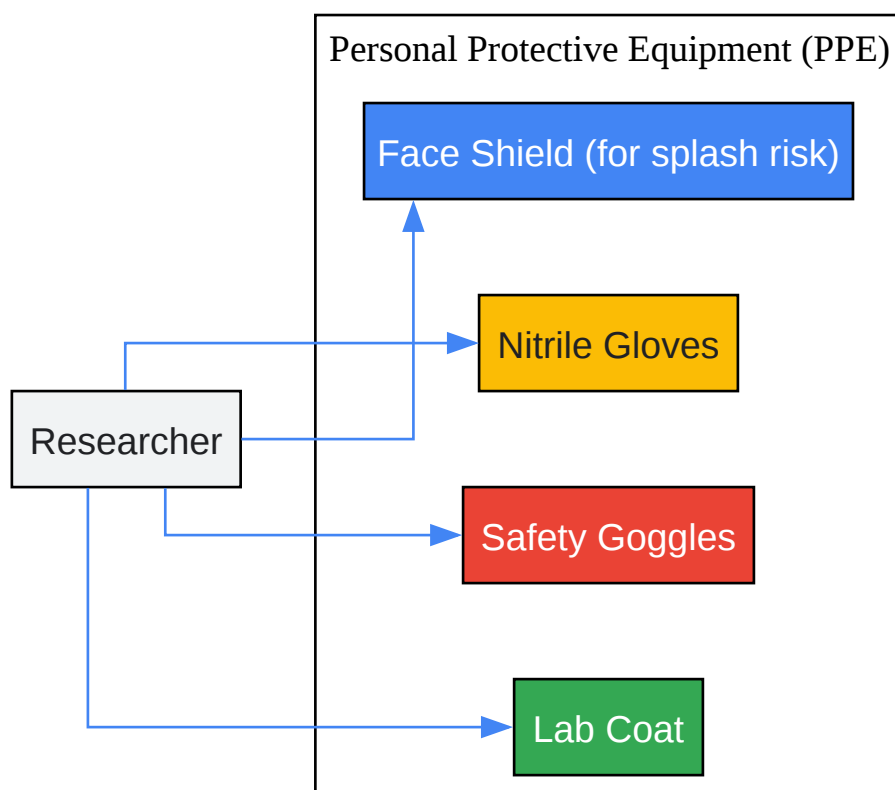 Personal Protective Equipment (PPE)
Face Shield (for splash risk)
Nitrile Gloves
Researcher
Safety Goggles
Lab Coat